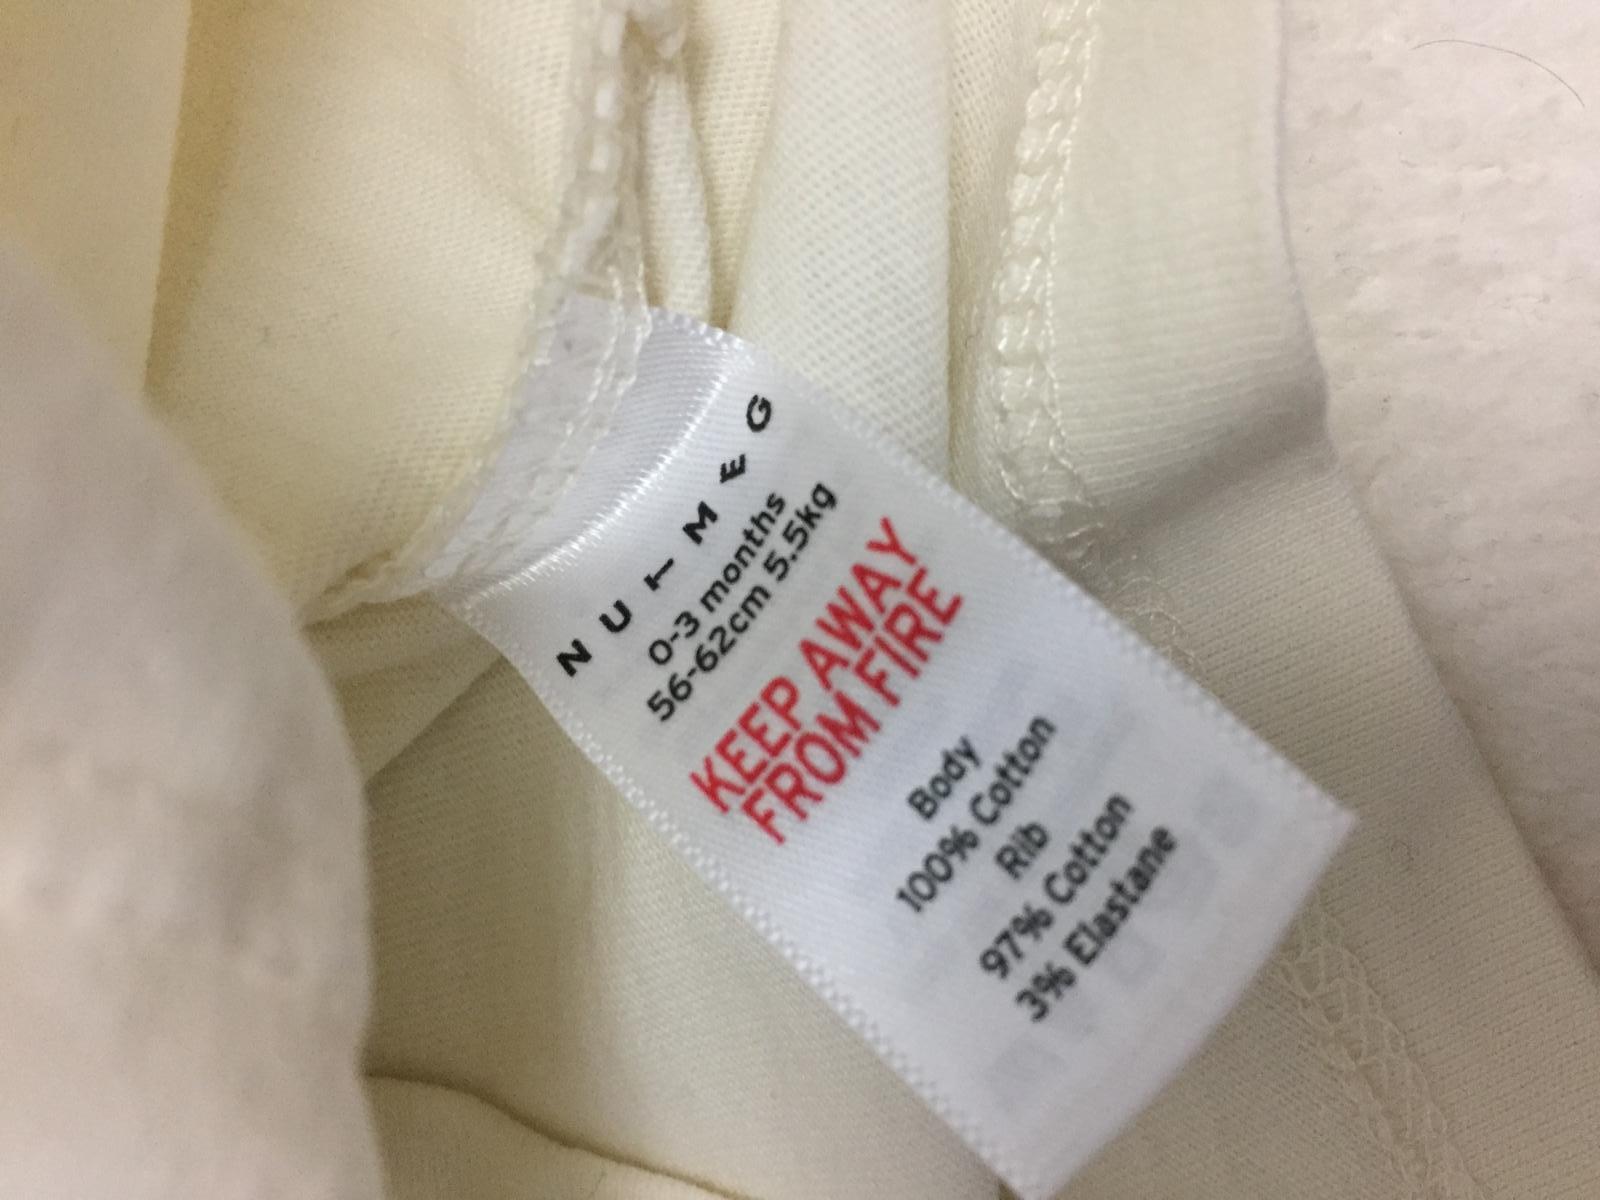 NUTMEG
0-3 months
56-62cm 5.5kg
KEEP AWAY
FROM FIRE
Body
100% Cotton
Rib
97% Cotton
3% Elastane